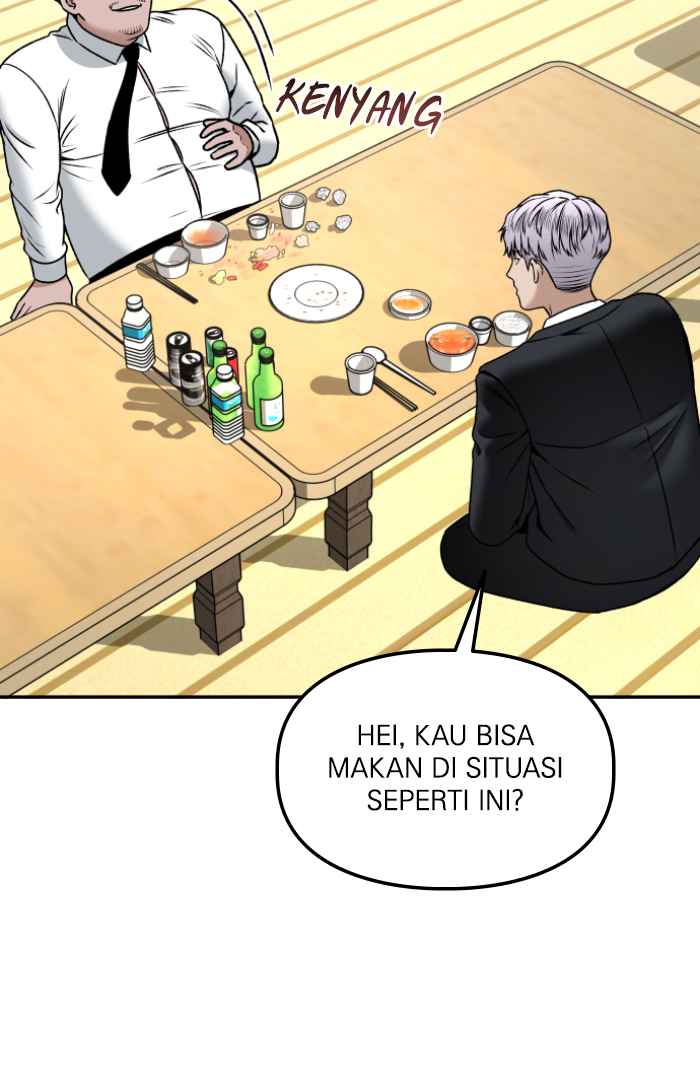 KENYANG
HEI, KAU BISA
MAKAN DI SITUASI
SEPERTI INI?